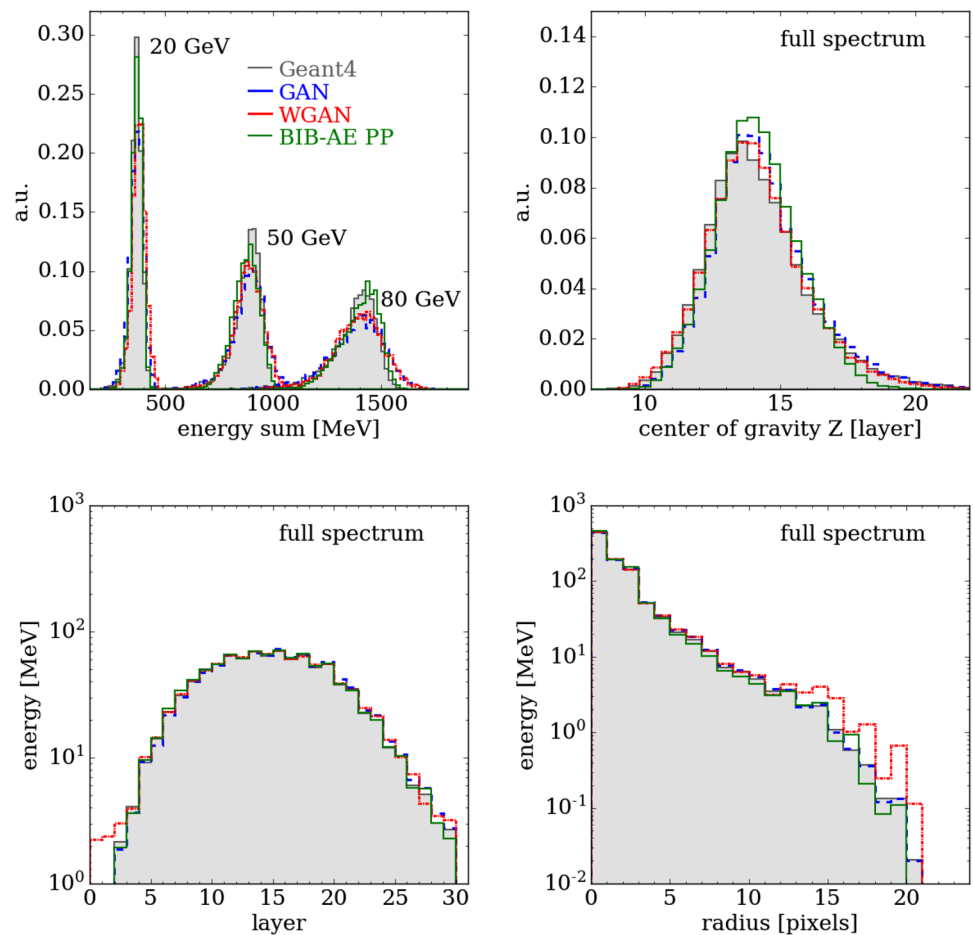 0.30
0.25
0.20
0.15
0.10
0.05
0.00
a.u.
20 GeV
Geant4
GAN
WGAN
BIB-AE PP
50 GeV
80 GeV
500
1000
1500
energy sum [MeV]
0.14
0.12
0.10
0.08
0.06
0.04
0.02
0.00
a.u.
full spectrum
10
15
20
center of gravity Z [layer]
10³
10²
10¹
10⁰
energy [MeV]
full spectrum
0
5
10
15
20
25
30
layer
10³
10²
10¹
10⁰
10⁻¹
10⁻²
energy [MeV]
full spectrum
0
5
10
15
20
radius [pixels]